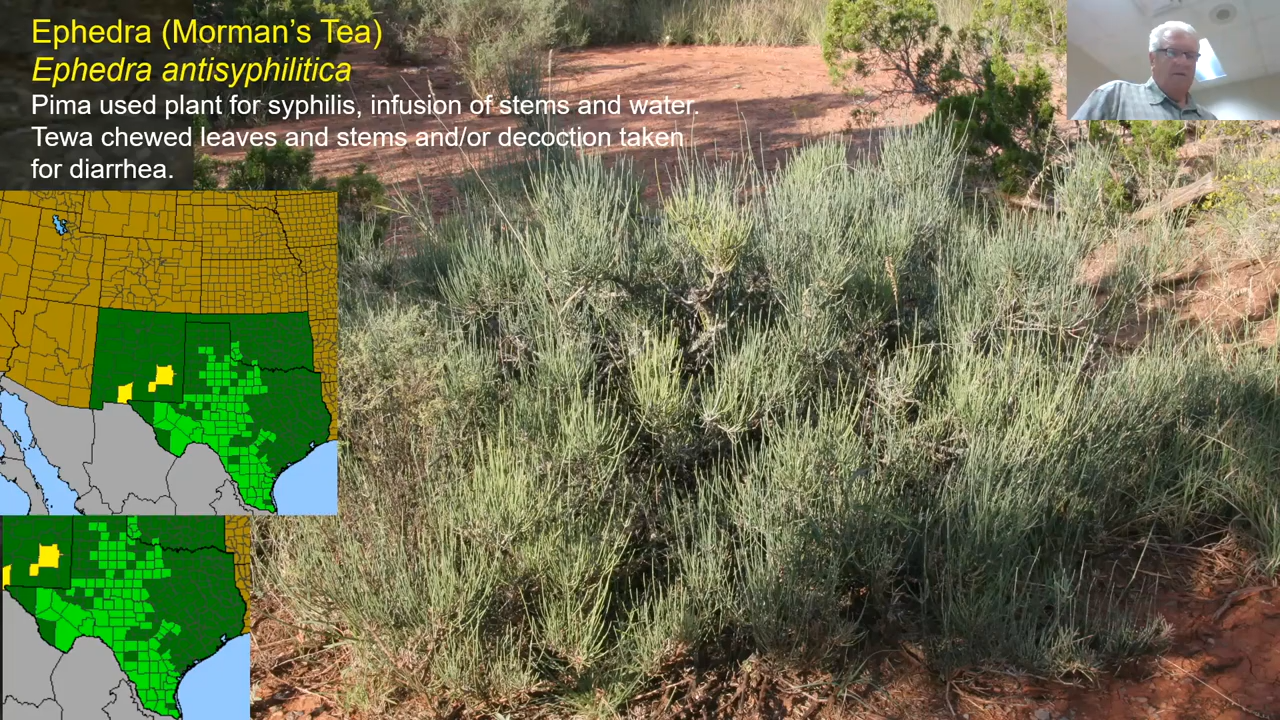 Ephedra (Morman’s Tea)
Ephedra antisyphilitica
Pima used plant for syphilis, infusion of stems and water.
Tewa chewed leaves and stems and/or decoction taken
for diarrhea.